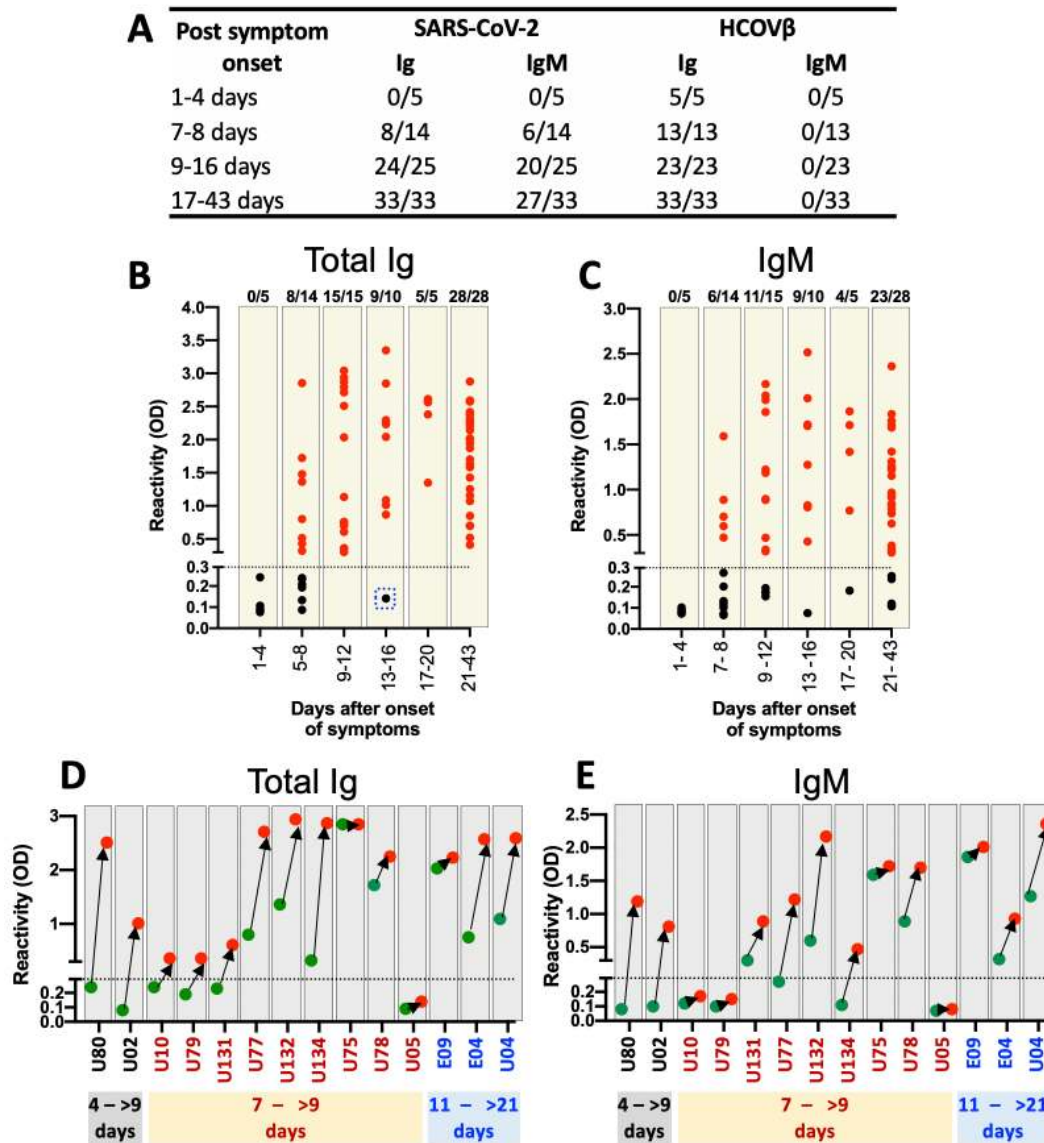 A
Post symptom onset SARS-CoV-2 HCOVβ
Ig IgM Ig IgM
1-4 days 0/5 0/5 5/5 0/5
7-8 days 8/14 6/14 13/13 0/13
9-16 days 24/25 20/25 23/23 0/23
17-43 days 33/33 27/33 33/33 0/33
B
Total Ig
0/5 8/14 15/15 9/10 5/5 28/28
Reactivity (OD)
4.0
3.5
3.0
2.5
2.0
1.5
1.0
0.5
0.3
0.2
0.1
0.0
1-4 5-8 9-12 13-16 17-20 21-43
Days after onset
of symptoms
C
IgM
0/5 6/14 11/15 9/10 4/5 23/28
Reactivity (OD)
3.0
2.5
2.0
1.5
1.0
0.5
0.3
0.2
0.1
0.0
1- 4 7- 8 9 - 12 13 - 16 17- 20 21- 43
Days after onset
of symptoms
D
Total Ig
Reactivity (OD)
3
2
1
0.2
0.1
0.0
U80 U02 U10 U79 U131 U77 U132 U134 U75 U78 U05 E09 E04 U04
4 – >9
days
7 – >9
days
11 – >21
days
E
IgM
Reactivity (OD)
2.5
2.0
1.5
1.0
0.5
0.2
0.1
0.0
U80 U02 U10 U79 U131 U77 U132 U134 U75 U78 U05 E09 E04 U04
4 – >9
days
7 – >9
days
11 – >21
days